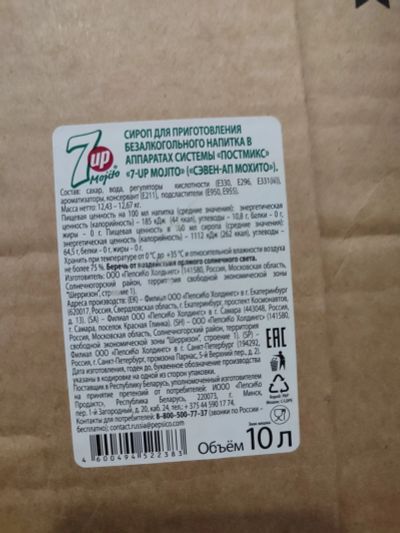 7up
Mojito
СИРОП ДЛЯ ПРИГОТОВЛЕНИЯ
БЕЗАЛКОГОЛЬНОГО НАПИТКА В
АППАРАТАХ СИСТЕМЫ «ПОСТМИКС»
«7-UP MOJITO» («СЭВЕН-АП МОХИТО»).
Состав: сахар, вода, регуляторы кислотности (E330, E296, E331(iii)),
ароматизаторы, консервант (E211), подсластители (E950, E955).
Масса нетто: 12,43 - 12,67 кг.
Пищевая ценность на 100 мл напитка (средние значения): энергетическая
ценность (калорийность) - 185 кДж (44 ккал), углеводы - 10,8 г, белки - 0 г,
жиры - 0 г. Пищевая ценность в 100 мл сиропа (средние значения):
энергетическая ценность (калорийность) - 1112 кДж (262 ккал), углеводы -
64,5 г, белки - 0 г, жиры - 0 г.
Хранить при температуре от 0 °С до +35 °С и относительной влажности воздуха
не более 75 %. Беречь от воздействия прямого солнечного света.
Изготовитель: ООО «ПепсиКо Холдингс» (141580, Россия, Московская область,
Солнечногорский район, территория свободной экономической зоны
"Шерризон", строение 1).
Адреса производства: (EK) - Филиал ООО «ПепсиКо Холдингс» в г. Екатеринбург
(620017, Россия, Свердловская область, г. Екатеринбург, проспект Космонавтов,
д. 13). (SA) - Филиал ООО «ПепсиКо Холдингс» в г. Самара (443048, Россия,
г. Самара, поселок Красная Глинка). (SH) - ООО «ПепсиКо Холдингс» (141580,
Россия, Московская область, Солнечногорский район, территория
свободной экономической зоны "Шерризон", строение 1). (SP) -
Филиал ООО «ПепсиКо Холдингс» в г. Санкт-Петербург (194292,
Россия, г. Санкт-Петербург, промзона Парнас, 5-й Верхний пер., д. 2).
Дата изготовления, годен до, буквенное обозначение места производства
указаны в кодировке на одной из сторон упаковки.
Поставщик в Республику Беларусь, уполномоченный изготовителем
на принятие претензий от потребителей: ИООО «ПепсиКо
Продактс», Республика Беларусь, 220073, г. Минск,
пер. 1-й Загородный, д. 20, каб. 24, тел.: + 375 44 590 17 74.
Контакты для потребителей: 8-800-500-77-37 (звонки по России -
бесплатно); contact.russia@pepsico.com
EAC
Объём 10 л
4 600494 522383